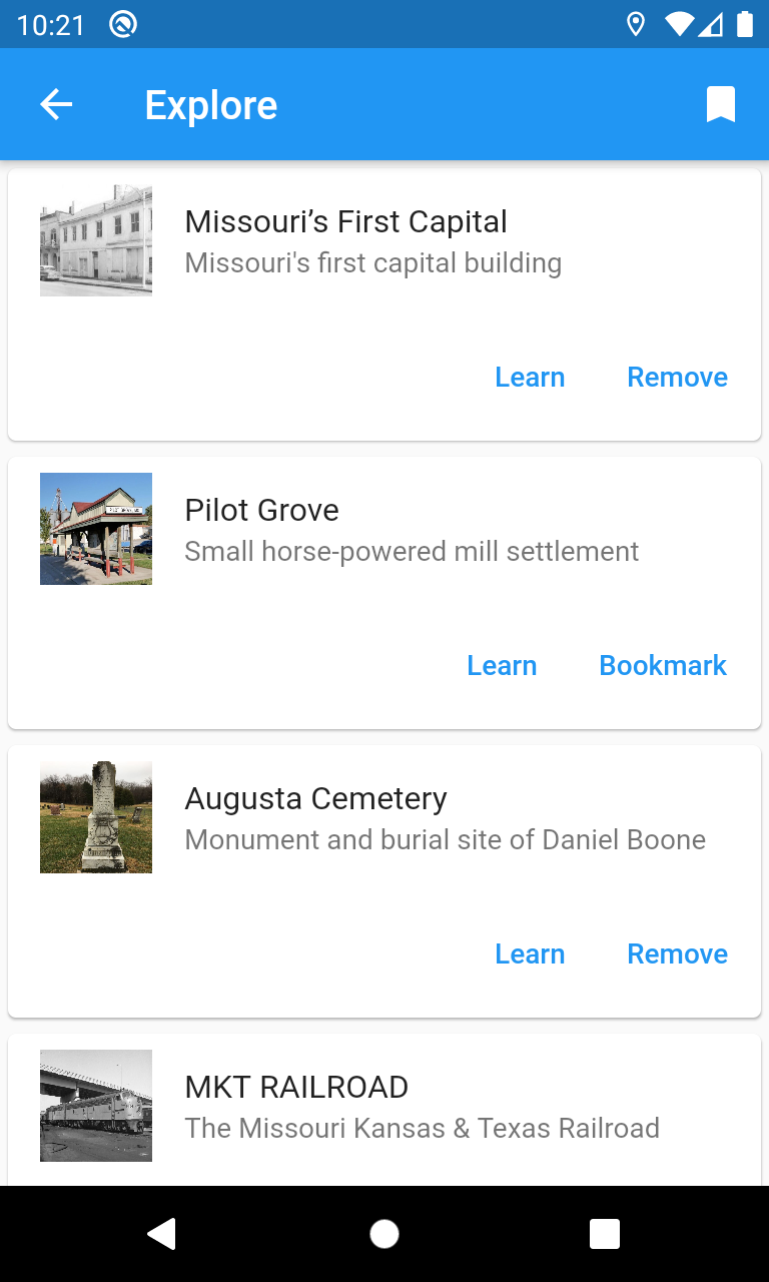 10:21
Explore
Missouri’s First Capital
Missouri's first capital building
Learn Remove
Pilot Grove
Small horse-powered mill settlement
Learn Bookmark
Augusta Cemetery
Monument and burial site of Daniel Boone
Learn Remove
MKT RAILROAD
The Missouri Kansas & Texas Railroad